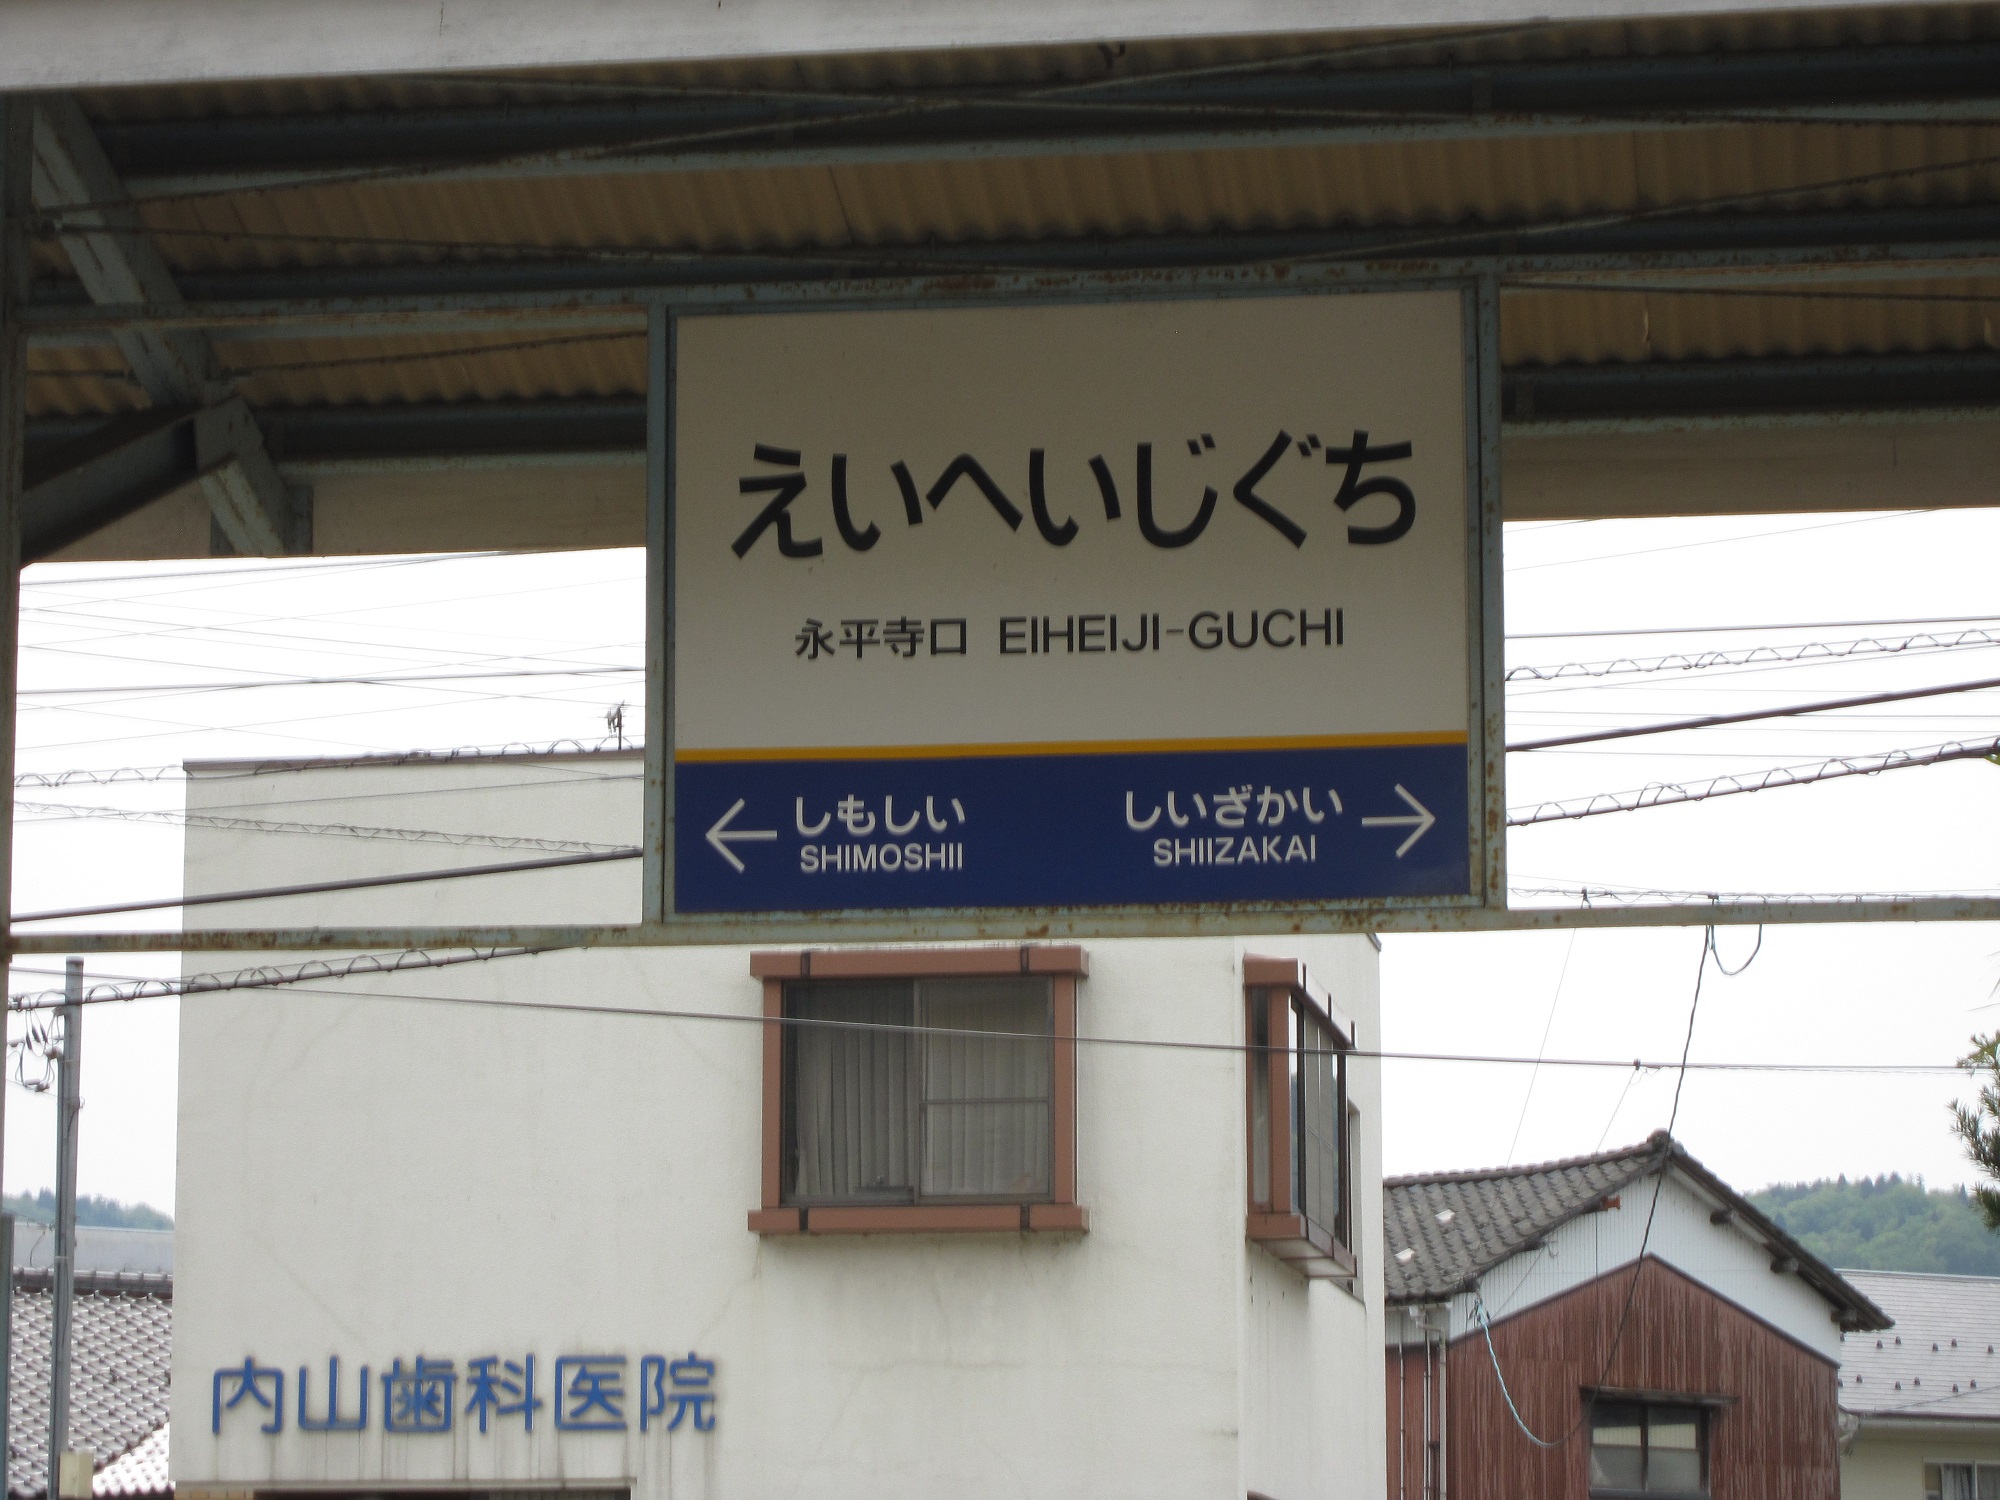 えいへいじぐち
永平寺口 EIHEIJI-GUCHI
← しもしい しいざかい →
SHIMOSHII SHIIZAKAI
内山歯科医院